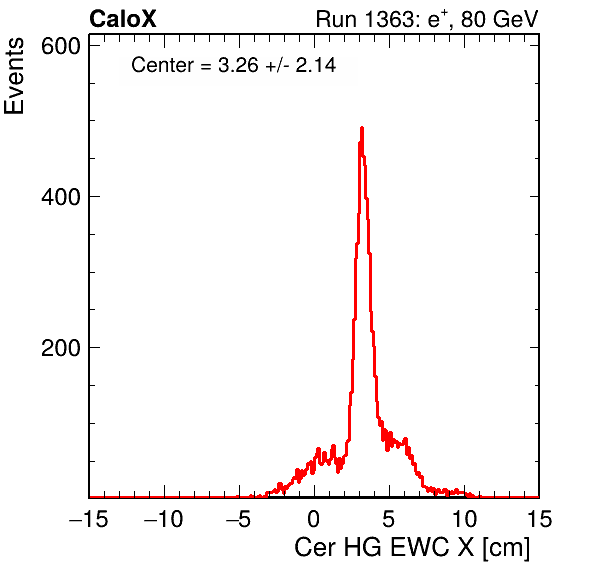 CaloX Run 1363: e⁺, 80 GeV
Center = 3.26 +/- 2.14
Events
600
400
200
−15 −10 −5 0 5 10 15
Cer HG EWC X [cm]